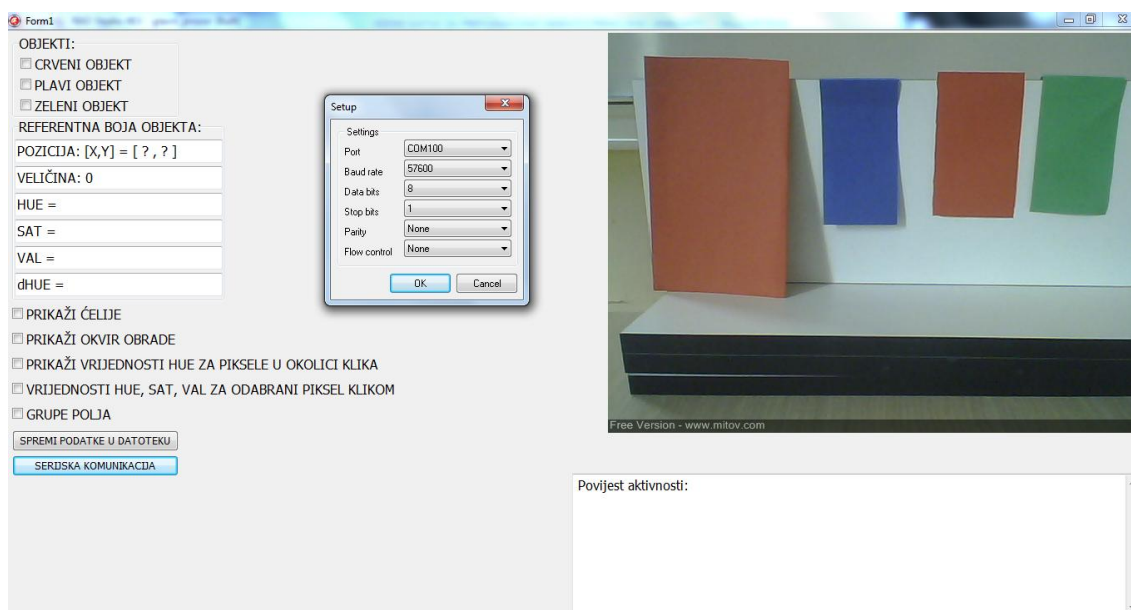 Form1
OBJEKTI:
CRVENI OBJEKT
PLAVI OBJEKT
ZELENI OBJEKT
REFERENTNA BOJA OBJEKTA:
POZICIJA: [X,Y] = [ ? , ? ]
VELIČINA: 0
HUE =
SAT =
VAL =
dHUE =
PRIKAŽI ĆELIJE
PRIKAŽI OKVIR OBRADE
PRIKAŽI VRIJEDNOSTI HUE ZA PIKSELE U OKOLICI KLIKA
VRIJEDNOSTI HUE, SAT, VAL ZA ODABRANI PIKSEL KLIKOM
GRUPE POLJA
SPREMI PODATKE U DATOTEKU
SERIJSKA KOMUNIKACIJA
Setup
Settings
Port COM100
Baud rate 57600
Data bits 8
Stop bits 1
Parity None
Flow control None
OK Cancel
Free Version - www.mitov.com
Povijest aktivnosti: